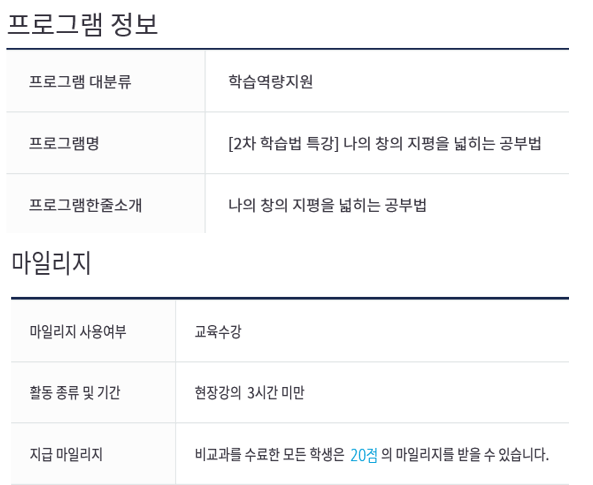 프로그램 정보
프로그램 대분류 학습역량지원
프로그램명 [2차 학습법 특강] 나의 창의 지평을 넓히는 공부법
프로그램한줄소개 나의 창의 지평을 넓히는 공부법
마일리지
마일리지 사용여부 교육수강
활동 종류 및 기간 현장강의 3시간 미만
지급 마일리지 비교과를 수료한 모든 학생은 20점 의 마일리지를 받을 수 있습니다.